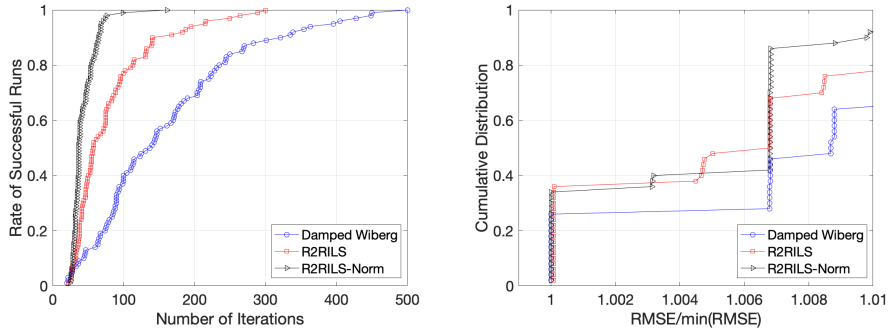 Rate of Successful Runs
1
0.8
0.6
0.4
0.2
0
0 100 200 300 400 500
Number of Iterations
Damped Wiberg
R2RILS
R2RILS-Norm
Cumulative Distribution
1
0.8
0.6
0.4
0.2
0
1 1.002 1.004 1.006 1.008 1.01
RMSE/min(RMSE)
Damped Wiberg
R2RILS
R2RILS-Norm